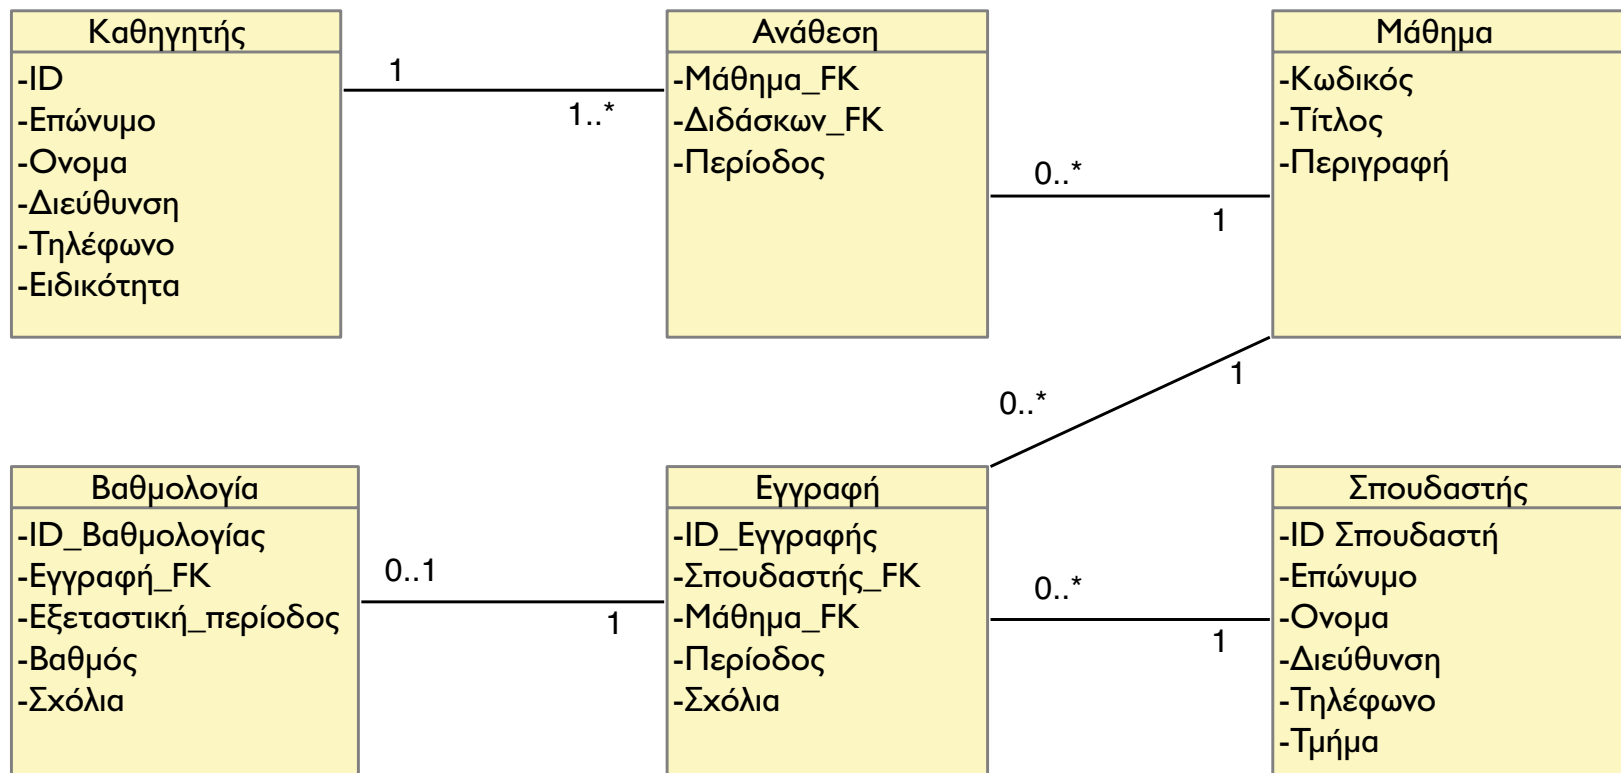 Καθηγητής
-ID
-Επώνυμο
-Ονομα
-Διεύθυνση
-Τηλέφωνο
-Ειδικότητα
1
1..*
Ανάθεση
-Μάθημα_FK
-Διδάσκων_FK
-Περίοδος
0..*
1
Μάθημα
-Κωδικός
-Τίτλος
-Περιγραφή
1
0..*
Βαθμολογία
-ID_Βαθμολογίας
-Εγγραφή_FK
-Εξεταστική_περίοδος
-Βαθμός
-Σχόλια
0..1
1
Εγγραφή
-ID_Εγγραφής
-Σπουδαστής_FK
-Μάθημα_FK
-Περίοδος
-Σχόλια
0..*
1
Σπουδαστής
-ID Σπουδαστή
-Επώνυμο
-Ονομα
-Διεύθυνση
-Τηλέφωνο
-Τμήμα